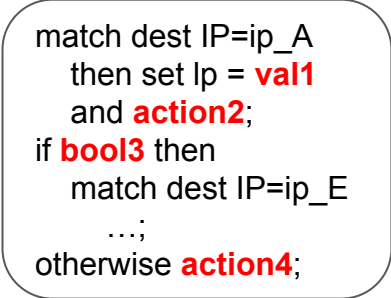 match dest IP=ip_A
then set lp = val1
and action2;
if bool3 then
match dest IP=ip_E
…;
otherwise action4;